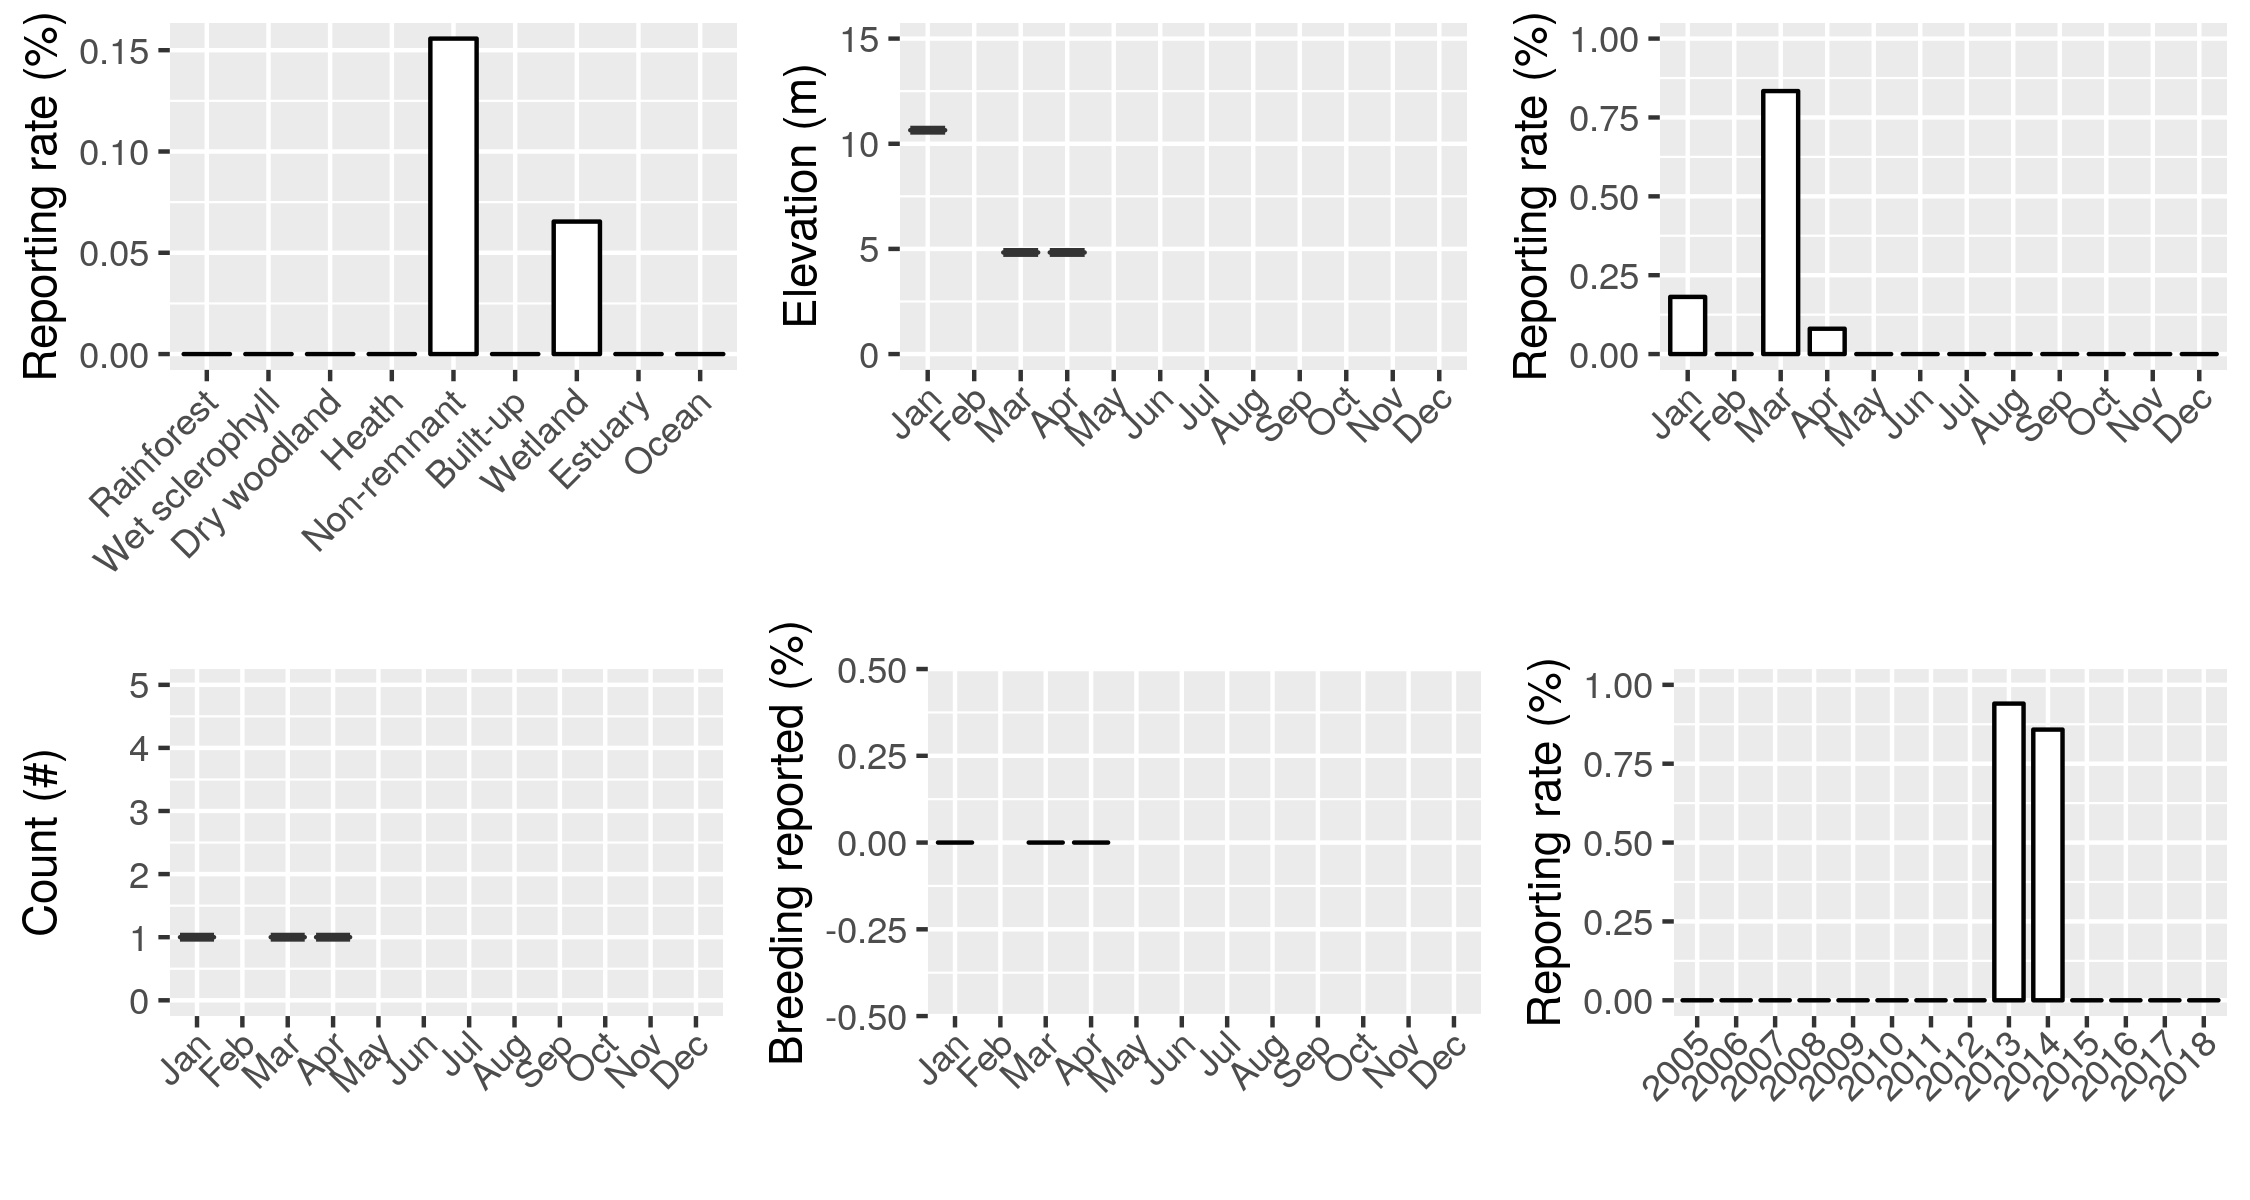 Reporting rate (%)
0.15
0.10
0.05
0.00
Rainforest
Wet sclerophyll
Dry woodland
Heath
Non-remnant
Built-up
Wetland
Estuary
Ocean
Elevation (m)
15
10
5
0
Jan
Feb
Mar
Apr
May
Jun
Jul
Aug
Sep
Oct
Nov
Dec
Reporting rate (%)
1.00
0.75
0.50
0.25
0.00
Jan
Feb
Mar
Apr
May
Jun
Jul
Aug
Sep
Oct
Nov
Dec
Count (#)
5
4
3
2
1
0
Jan
Feb
Mar
Apr
May
Jun
Jul
Aug
Sep
Oct
Nov
Dec
Breeding reported (%)
0.50
0.25
0.00
-0.25
-0.50
Jan
Feb
Mar
Apr
May
Jun
Jul
Aug
Sep
Oct
Nov
Dec
Reporting rate (%)
1.00
0.75
0.50
0.25
0.00
2005
2006
2007
2008
2009
2010
2011
2012
2013
2014
2015
2016
2017
2018